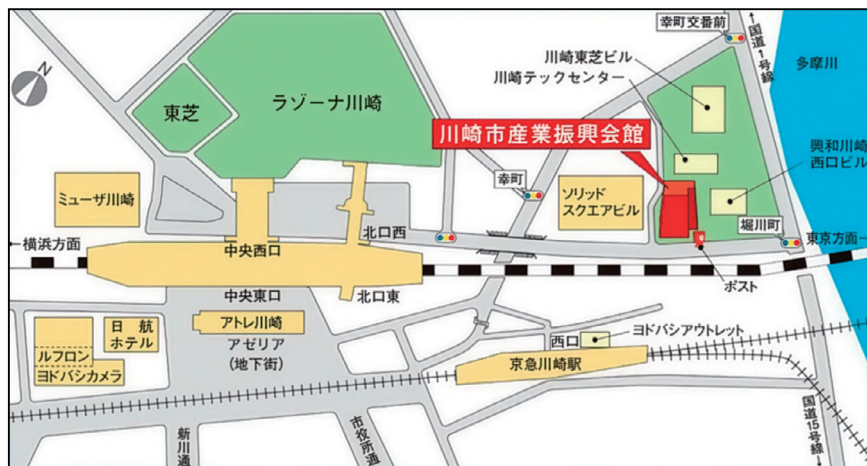 幸町交番前
←国道1号線
多摩川
川崎東芝ビル
川崎テックセンター
N
東芝
ラゾーナ川崎
川崎市産業振興会館
興和川崎
西口ビル
幸町
ミューザ川崎
ソリッド
スクエアビル
北口西
堀川町
←横浜方面
中央西口
東京方面→
中央東口
北口東
ポスト
アトレ川崎
日航
ホテル
アゼリア
(地下街)
ルフロン
ヨドバシカメラ
西口
ヨドバシアウトレット
京急川崎駅
新川通
市役所通
国道15号線→